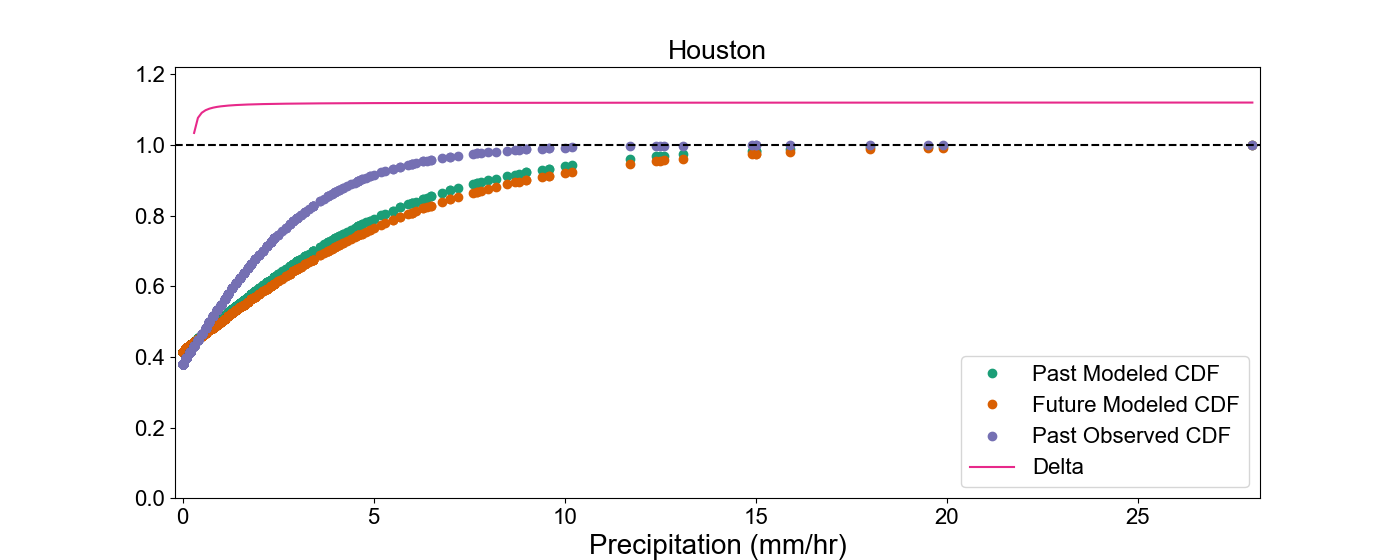 Houston
1.2
1.0
0.8
0.6
0.4
0.2
0.0
Past Modeled CDF
Future Modeled CDF
Past Observed CDF
Delta
0 5 10 15 20 25
Precipitation (mm/hr)